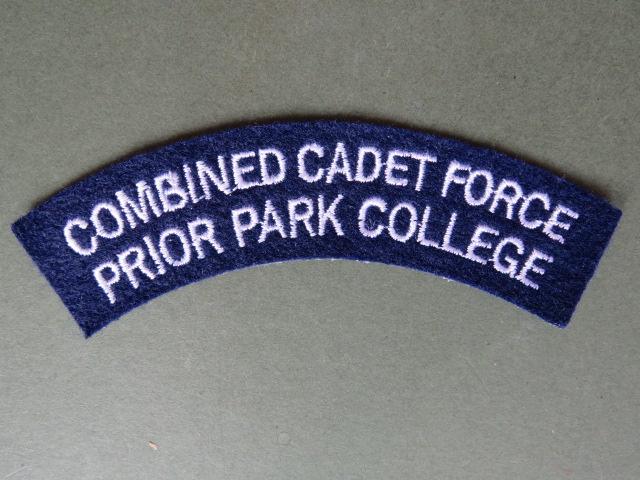 COMBINED CADET FORCE
PRIOR PARK COLLEGE